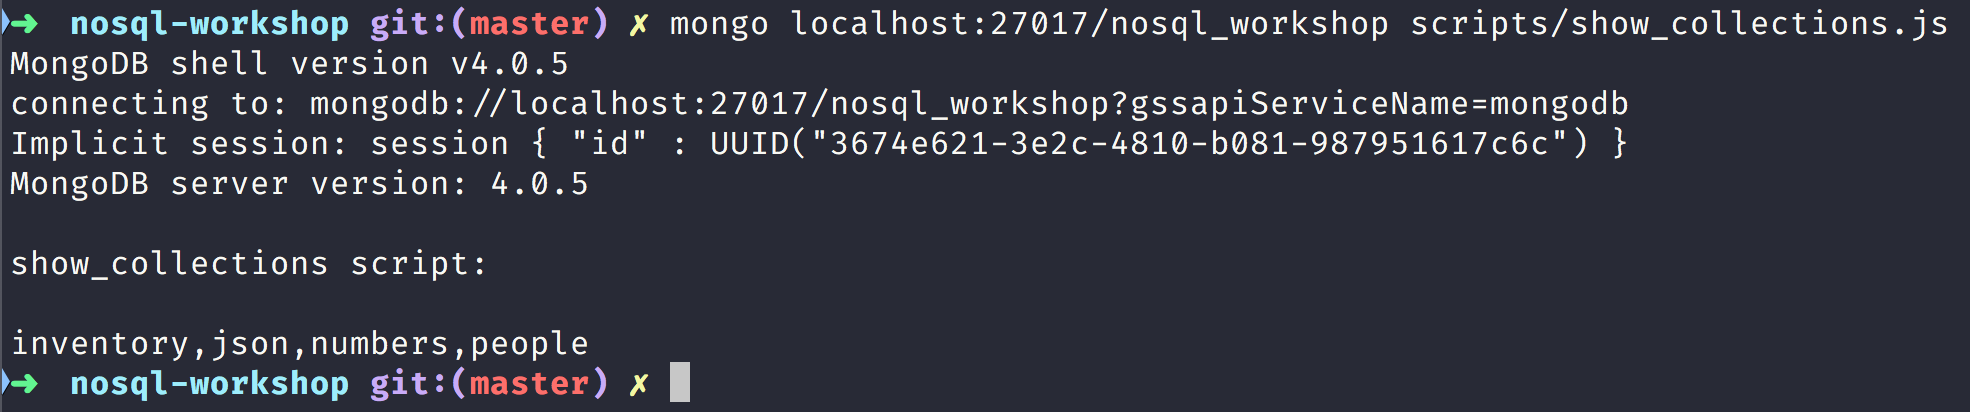 ➜ nosql-workshop git:(master) ✗ mongo localhost:27017/nosql_workshop scripts/show_collections.js
MongoDB shell version v4.0.5
connecting to: mongodb://localhost:27017/nosql_workshop?gssapiServiceName=mongodb
Implicit session: session { "id" : UUID("3674e621-3e2c-4810-b081-987951617c6c") }
MongoDB server version: 4.0.5
show_collections script:
inventory,json,numbers,people
➜ nosql-workshop git:(master) ✗